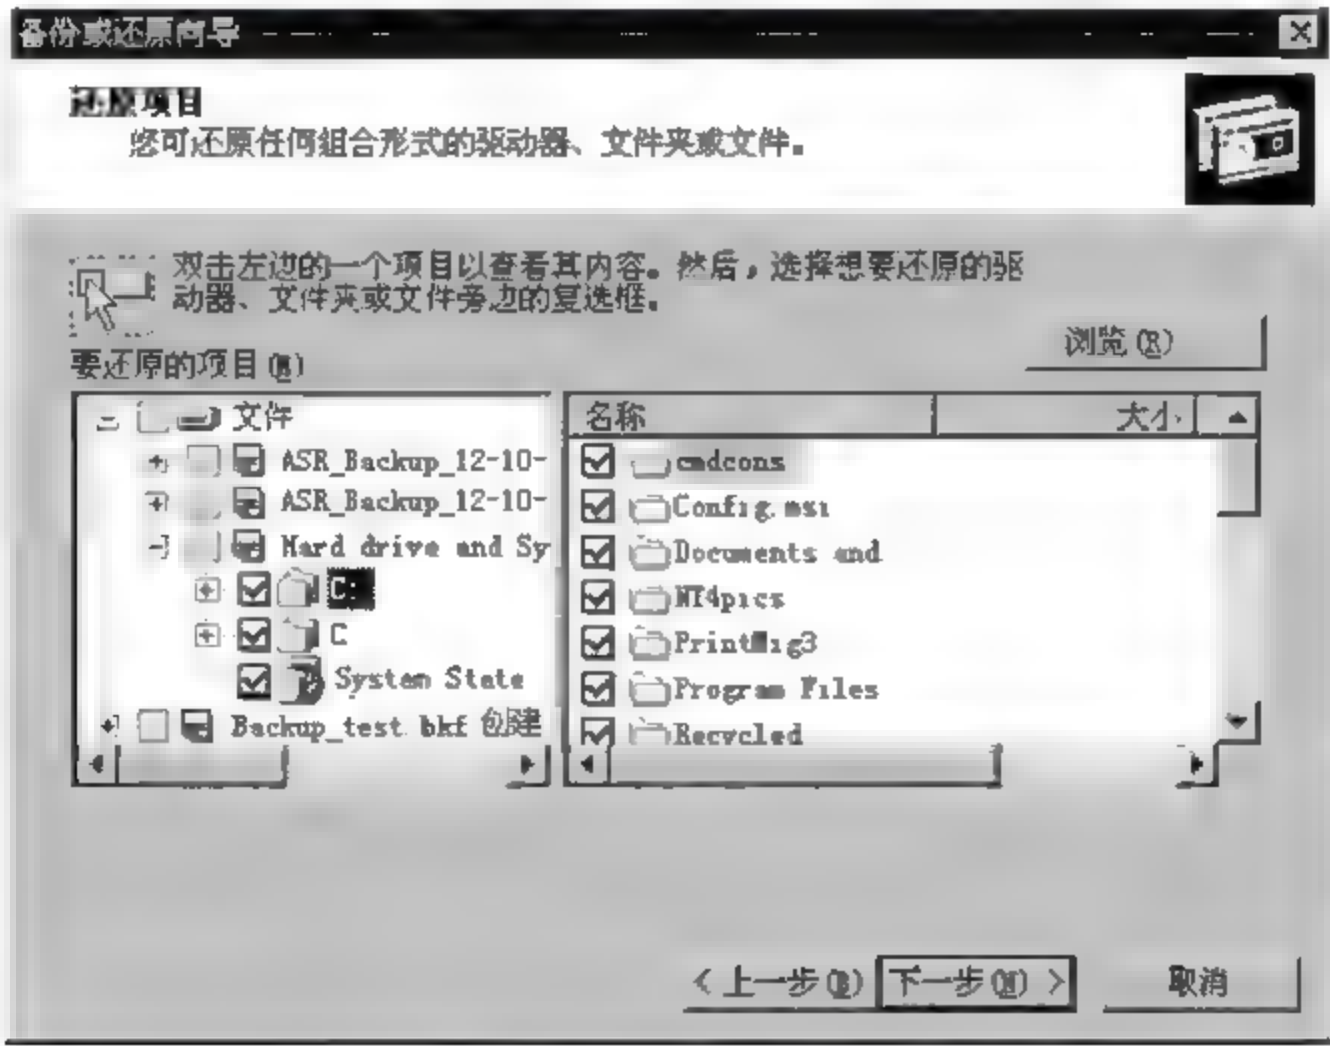 备份或还原向导
还原项目
您可还原任何组合形式的驱动器、文件夹或文件。
双击左边的一个项目以查看其内容。然后，选择想要还原的驱
动器、文件夹或文件旁边的复选框。
浏览(R)
要还原的项目
文件
ASR_Backup_12-10-
ASR_Backup_12-10-
Hard drive and Sy
C:
C
System State
Backup_test.bkf 创建
名称 大小
cmdcons
Config.msi
Documents and
NT4pics
PrintMig3
Program Files
Recycled
< 上一步(B)
下一步(N) >
取消